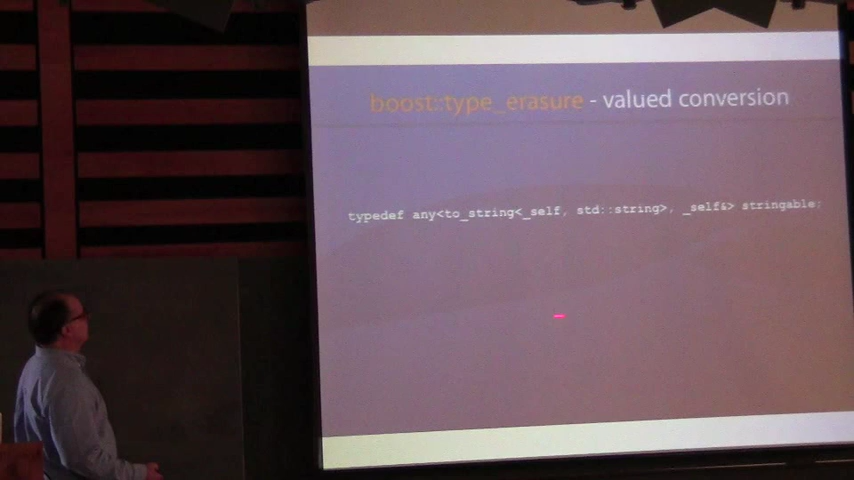 boost::type_erasure - valued conversion
typedef any<to_string<_self, std::string>, _self&> stringable;